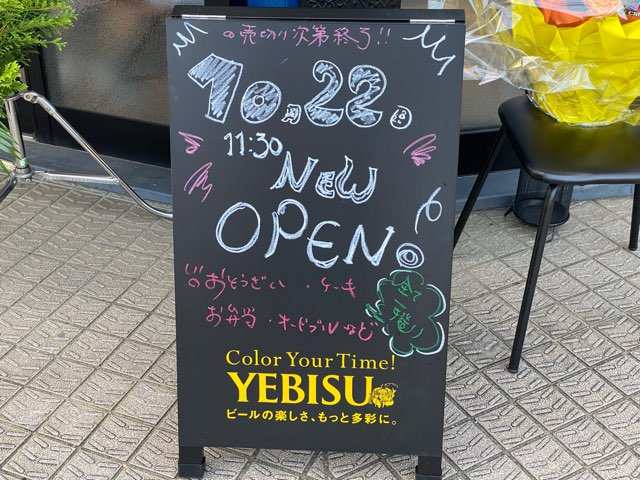 売切り次第終了!!
10月22日
11:30
NEW
OPEN。
おそうざい・ケーキ
お弁当・オードブルなど
全て
Color Your Time!
YEBISU
ビールの楽しさ、もっと多彩に。